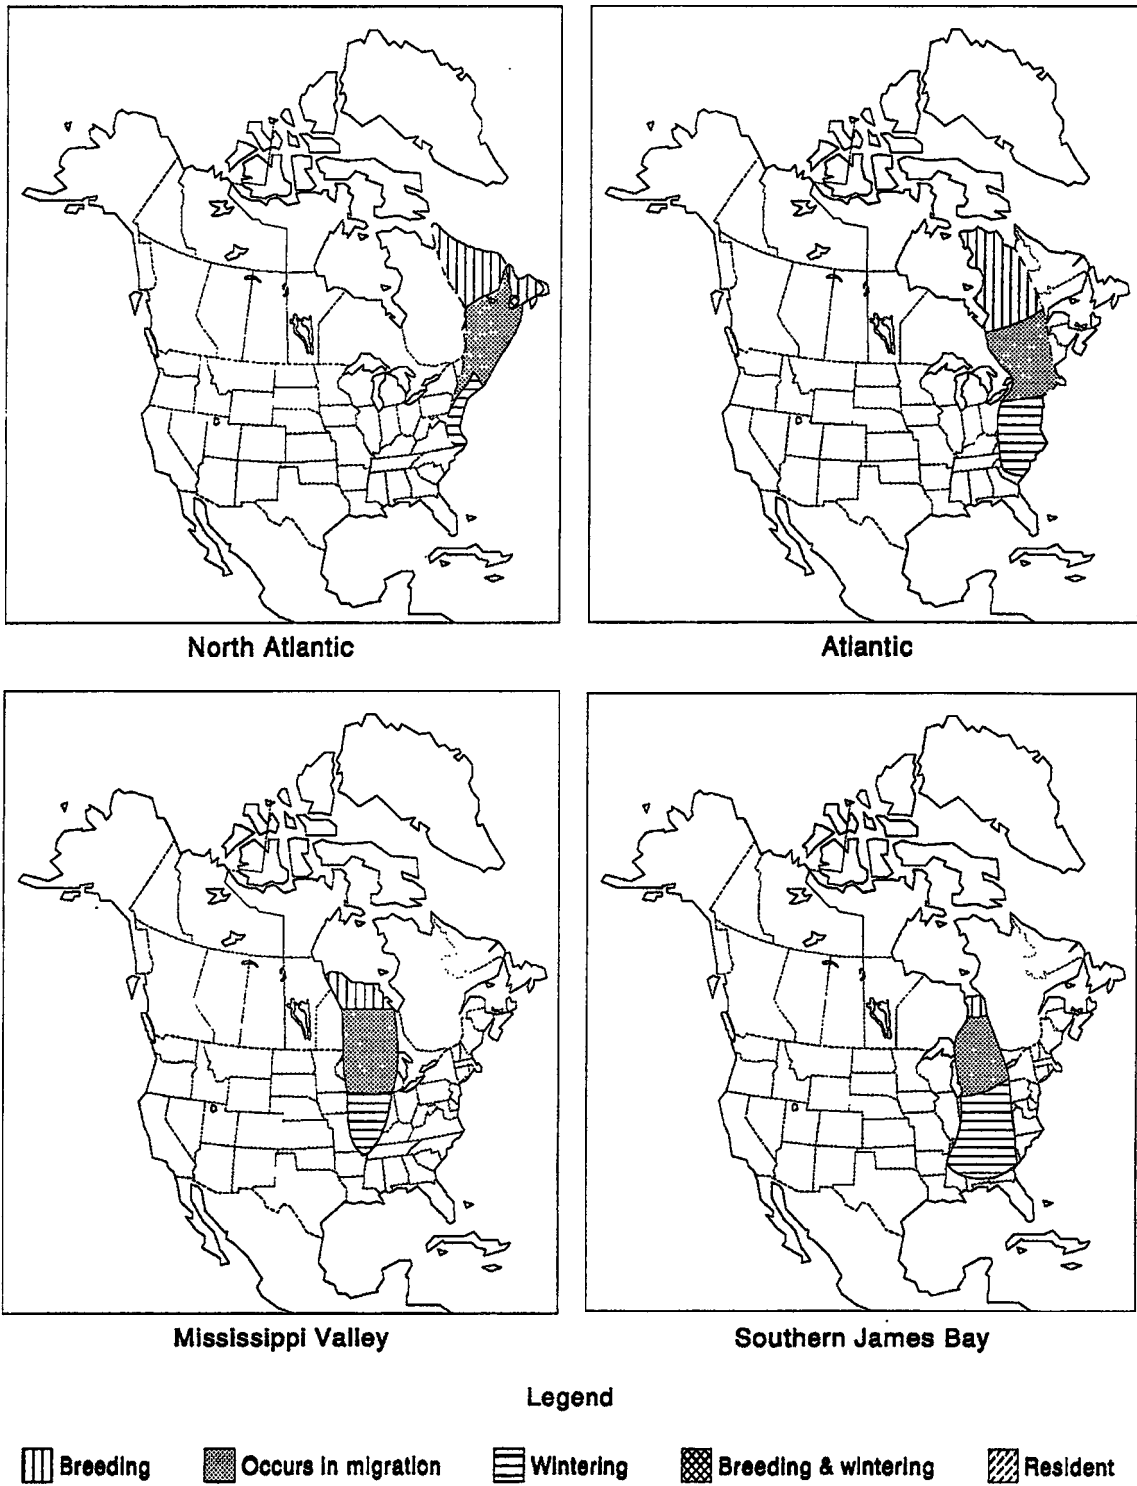 North Atlantic
Atlantic
Mississippi Valley
Southern James Bay
Legend
Breeding
Occurs in migration
Wintering
Breeding & wintering
Resident